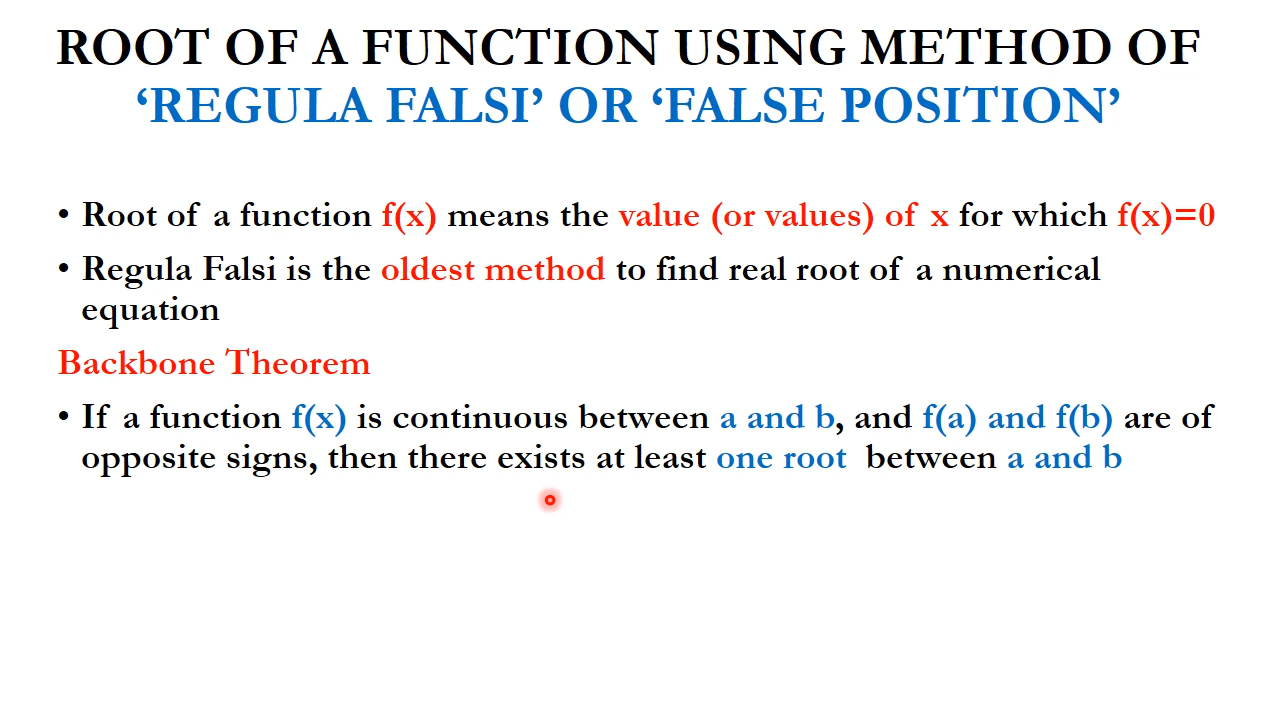 ROOT OF A FUNCTION USING METHOD OF
‘REGULA FALSI’ OR ‘FALSE POSITION’
• Root of a function f(x) means the value (or values) of x for which f(x)=0
• Regula Falsi is the oldest method to find real root of a numerical
equation
Backbone Theorem
• If a function f(x) is continuous between a and b, and f(a) and f(b) are of
opposite signs, then there exists at least one root between a and b